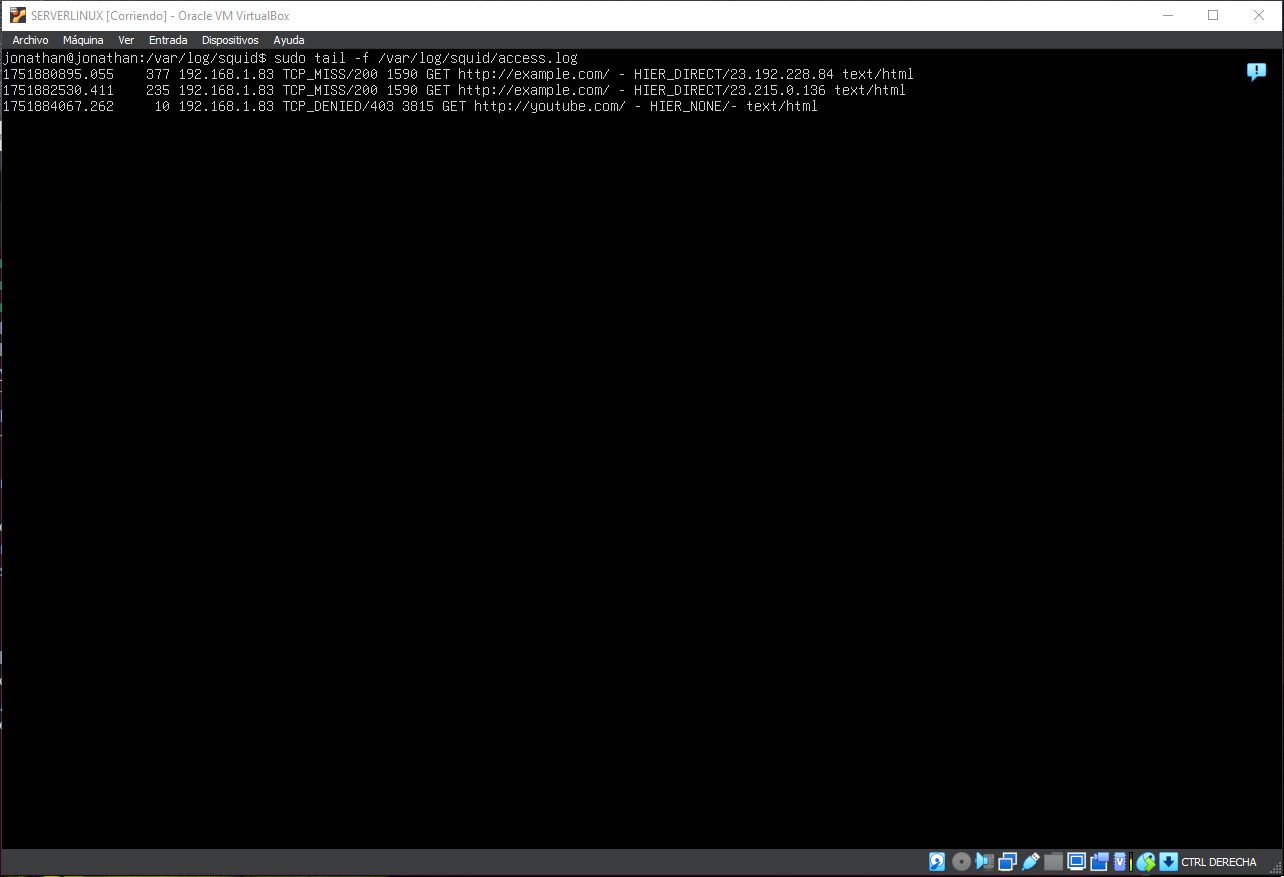 SERVERLINUX [Corriendo] - Oracle VM VirtualBox
Archivo Máquina Ver Entrada Dispositivos Ayuda
jonathan@jonathan:/var/log/squid$ sudo tail -f /var/log/squid/access.log
1751880895.055    377 192.168.1.83 TCP_MISS/200 1590 GET http://example.com/ - HIER_DIRECT/23.192.228.84 text/html
1751882530.411    235 192.168.1.83 TCP_MISS/200 1590 GET http://example.com/ - HIER_DIRECT/23.215.0.136 text/html
1751884067.262     10 192.168.1.83 TCP_DENIED/403 3815 GET http://youtube.com/ - HIER_NONE/- text/html
CTRL DERECHA